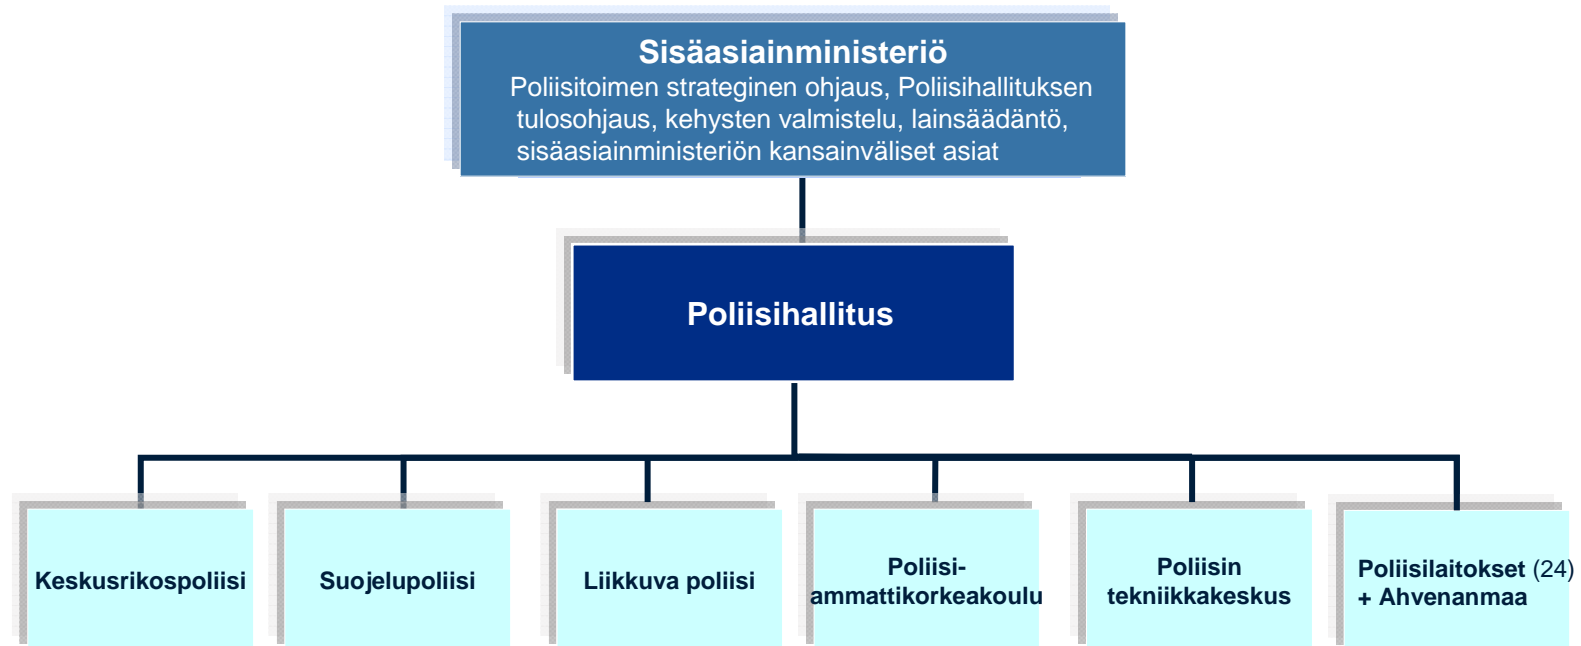 Sisäasiainministeriö
Poliisitoimen strateginen ohjaus, Poliisihallituksen
tulosohjaus, kehysten valmistelu, lainsäädäntö,
sisäasiainministeriön kansainväliset asiat
Poliisihallitus
Keskusrikospoliisi
Suojelupoliisi
Liikkuva poliisi
Poliisi-
ammattikorkeakoulu
Poliisin
tekniikkakeskus
Poliisilaitokset (24)
+ Ahvenanmaa